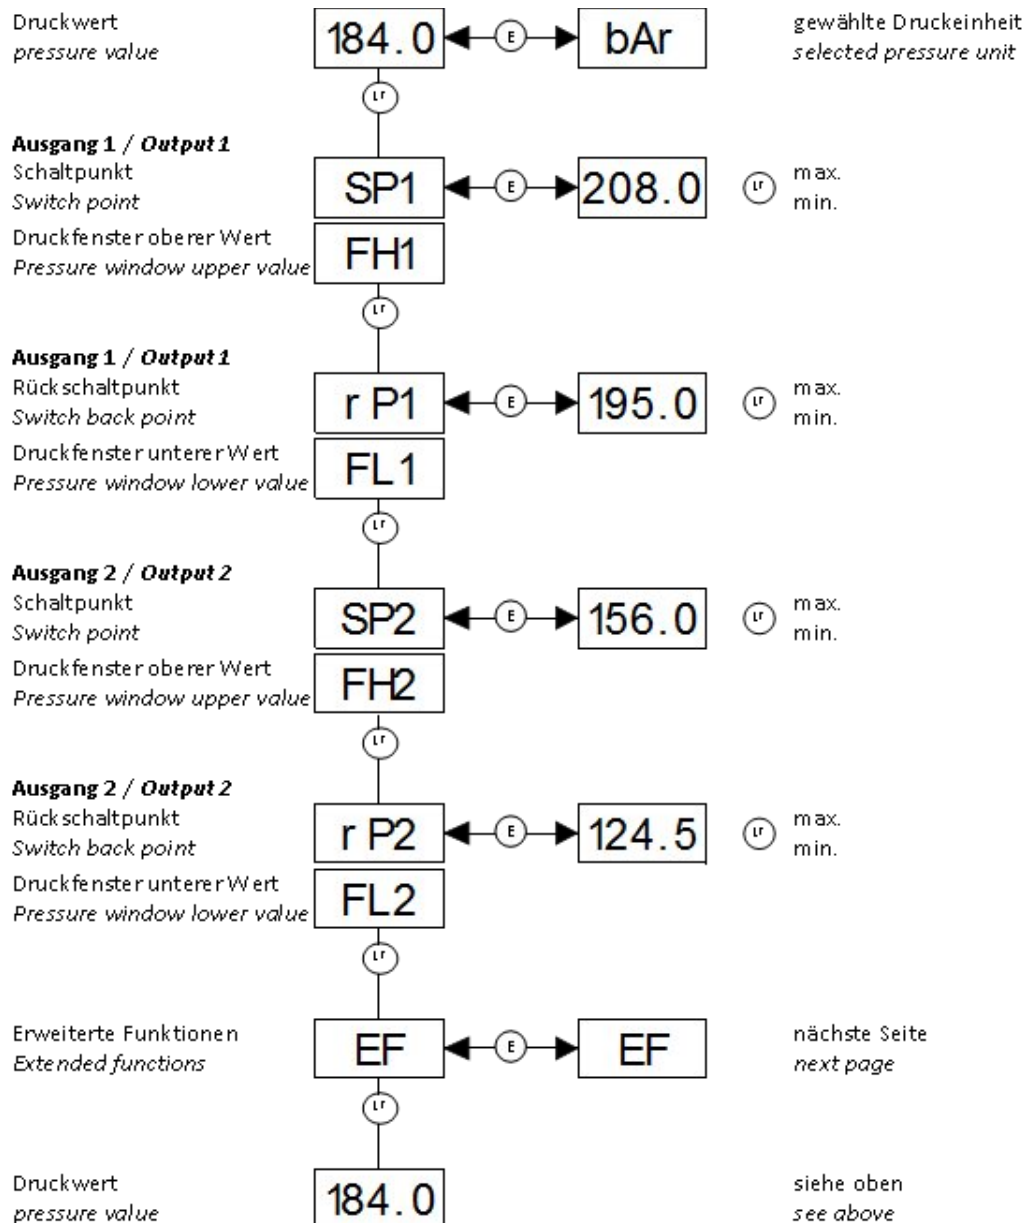 Druckwert
pressure value
184.0
E
bAr
gewählte Druckeinheit
selected pressure unit
Ausgang 1 / Output 1
Schaltpunkt
Switch point
SP1
E
208.0
max.
min.
Druckfenster oberer Wert
Pressure window upper value
FH1
Ausgang 1 / Output 1
Rückschaltpunkt
Switch back point
r P1
E
195.0
max.
min.
Druckfenster unterer Wert
Pressure window lower value
FL1
Ausgang 2 / Output 2
Schaltpunkt
Switch point
SP2
E
156.0
max.
min.
Druckfenster oberer Wert
Pressure window upper value
FH2
Ausgang 2 / Output 2
Rückschaltpunkt
Switch back point
r P2
E
124.5
max.
min.
Druckfenster unterer Wert
Pressure window lower value
FL2
Erweiterte Funktionen
Extended functions
EF
E
EF
nächste Seite
next page
Druckwert
pressure value
184.0
siehe oben
see above